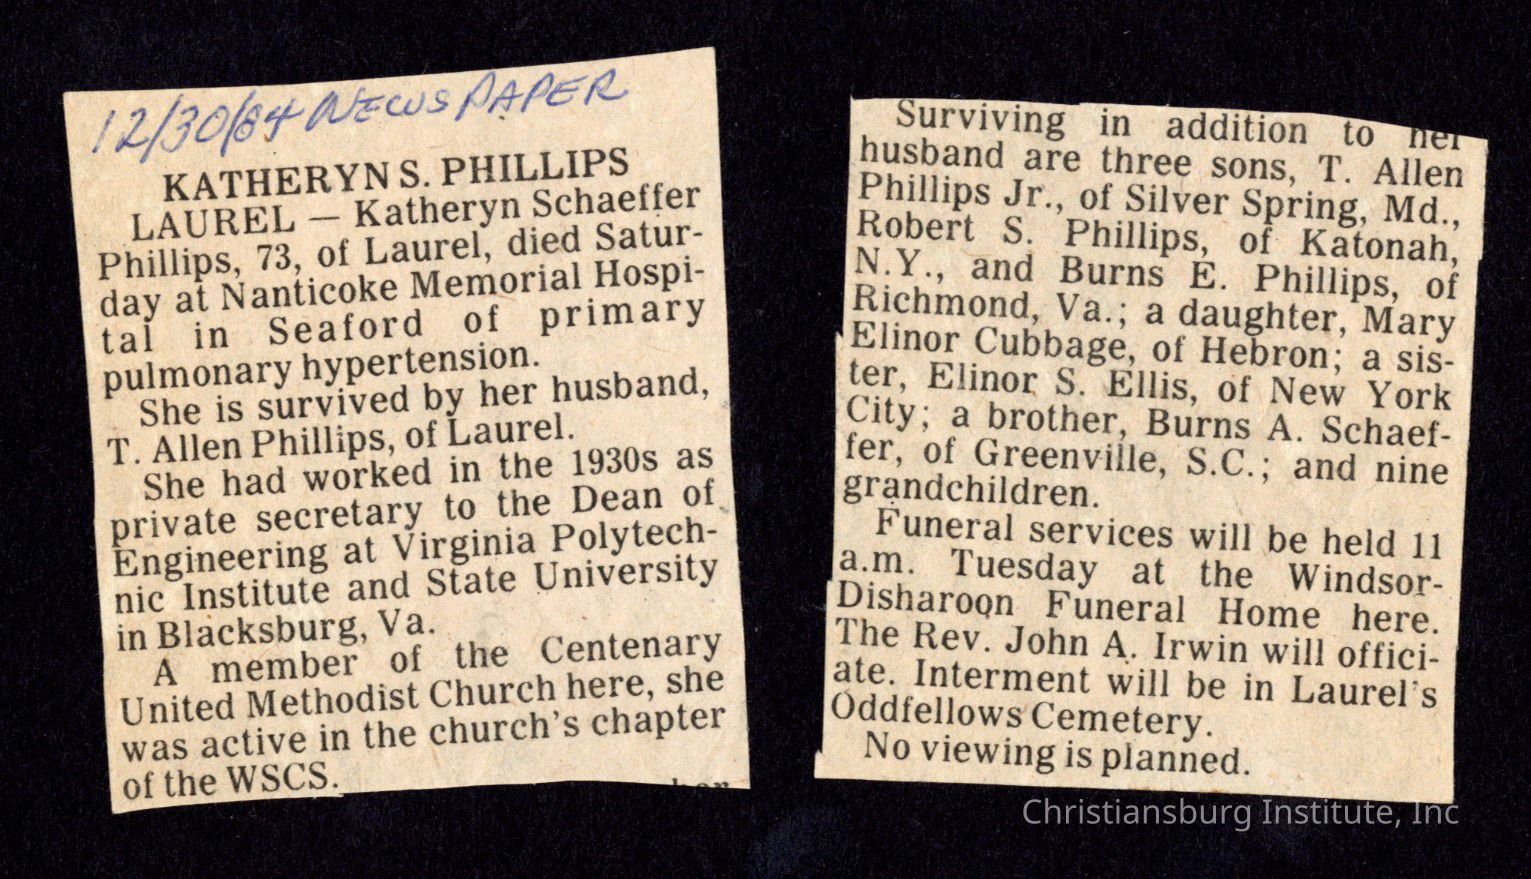 12/30/84 NEWSPAPER
KATHERYN S. PHILLIPS
LAUREL — Katheryn Schaeffer
Phillips, 73, of Laurel, died Satur-
day at Nanticoke Memorial Hospi-
tal in Seaford of primary
pulmonary hypertension.
She is survived by her husband,
T. Allen Phillips, of Laurel.
She had worked in the 1930s as
private secretary to the Dean of
Engineering at Virginia Polytech-
nic Institute and State University
in Blacksburg, Va.
A member of the Centenary
United Methodist Church here, she
was active in the church's chapter
of the WSCS.
Surviving in addition to her
husband are three sons, T. Allen
Phillips Jr., of Silver Spring, Md.,
Robert S. Phillips, of Katonah,
N.Y., and Burns E. Phillips, of
Richmond, Va.; a daughter, Mary
Elinor Cubbage, of Hebron; a sis-
ter, Elinor S. Ellis, of New York
City; a brother, Burns A. Schaef-
fer, of Greenville, S.C.; and nine
grandchildren.
Funeral services will be held 11
a.m. Tuesday at the Windsor-
Disharoon Funeral Home here.
The Rev. John A. Irwin will offici-
ate. Interment will be in Laurel's
Oddfellows Cemetery.
No viewing is planned.
Christiansburg Institute, Inc